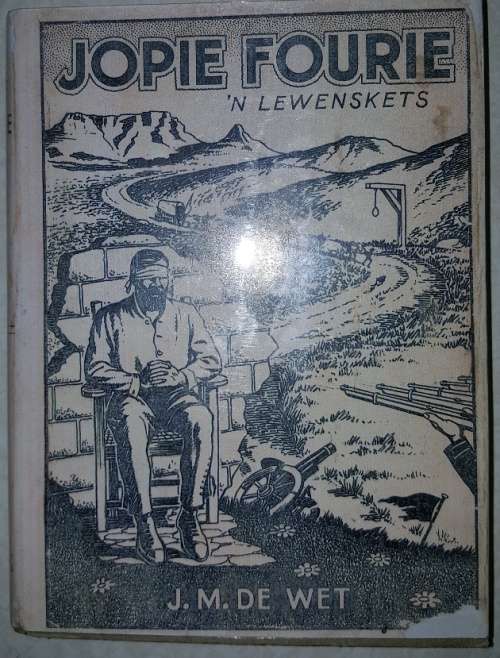 JOPIE FOURIE
'N LEWENSKETS
J. M. DE WET